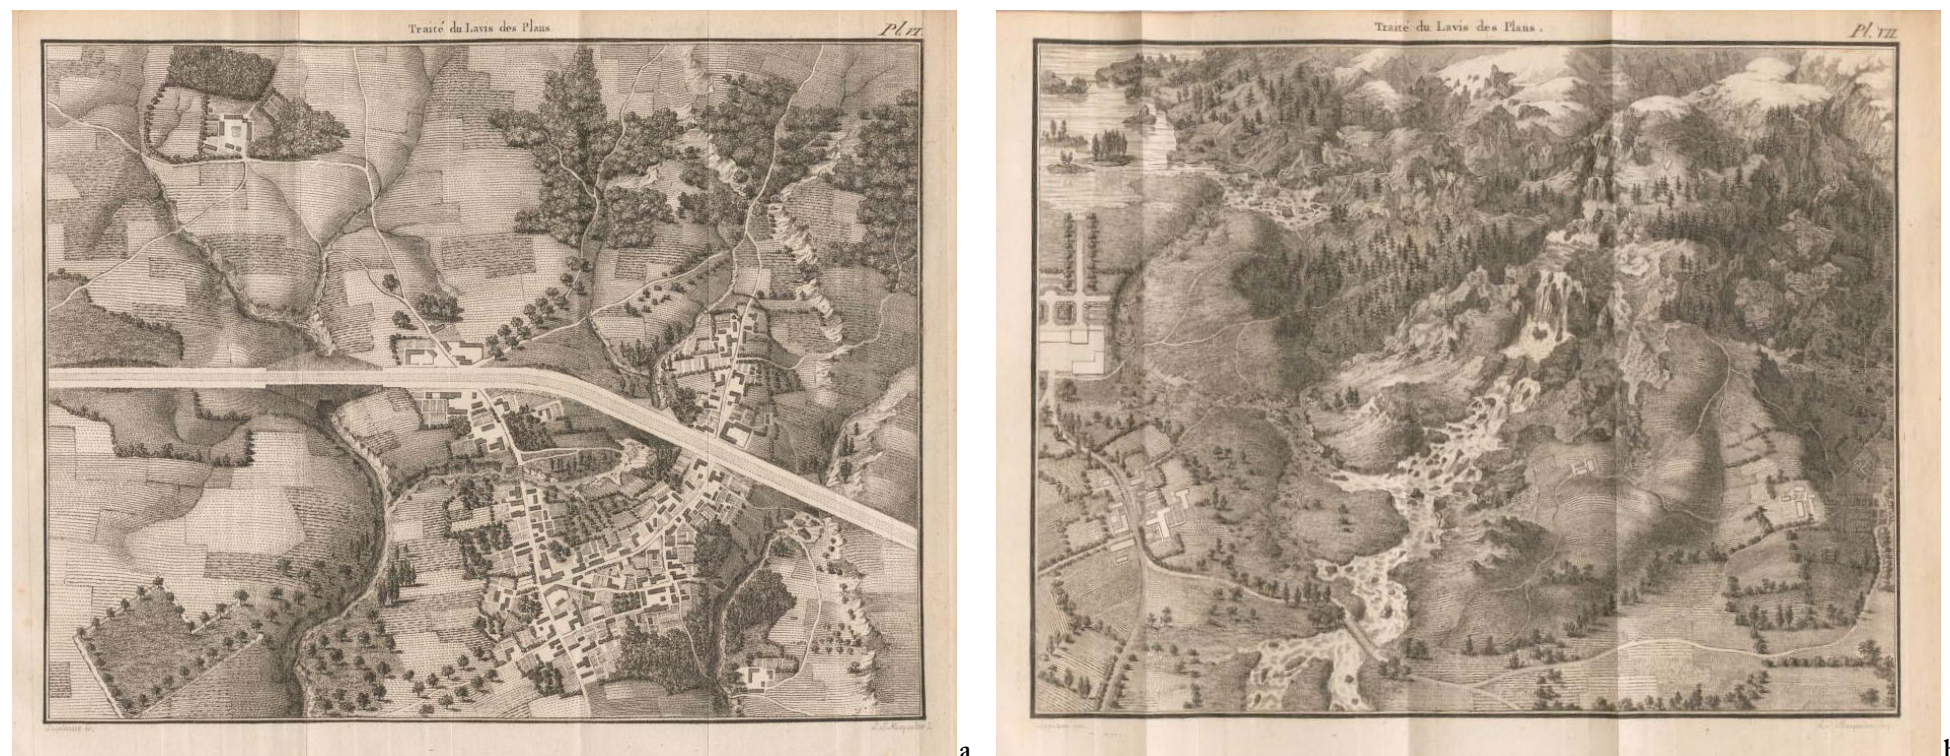 Traité du Lavis des Plans
Pl. VI
a
Traité du Lavis des Plans.
Pl. VII
b